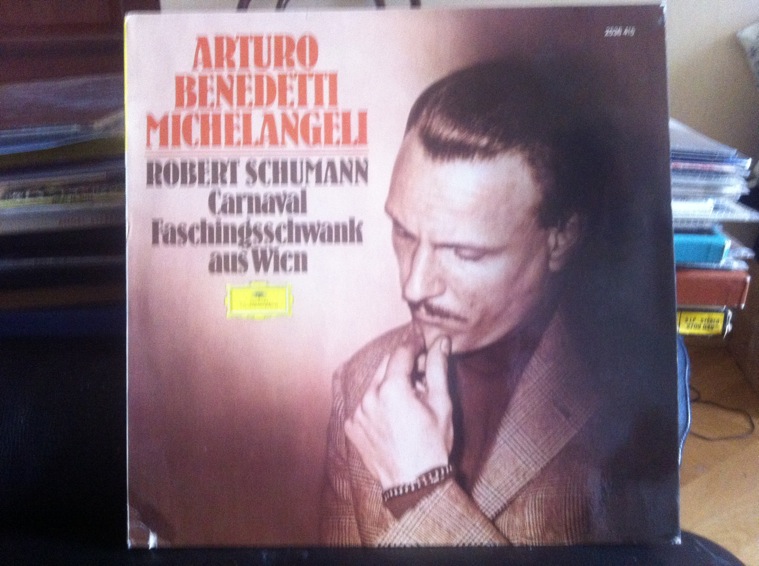 ARTURO
BENEDETTI
MICHELANGELI
ROBERT SCHUMANN
Carnaval
Faschingsschwank
aus Wien